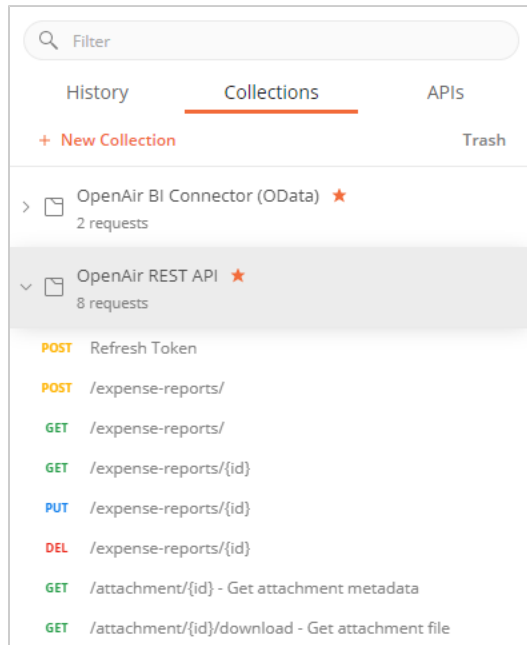 Filter
History Collections APIs
+ New Collection Trash
OpenAir BI Connector (OData)
2 requests
OpenAir REST API
8 requests
POST Refresh Token
POST /expense-reports/
GET /expense-reports/
GET /expense-reports/{id}
PUT /expense-reports/{id}
DEL /expense-reports/{id}
GET /attachment/{id} - Get attachment metadata
GET /attachment/{id}/download - Get attachment file